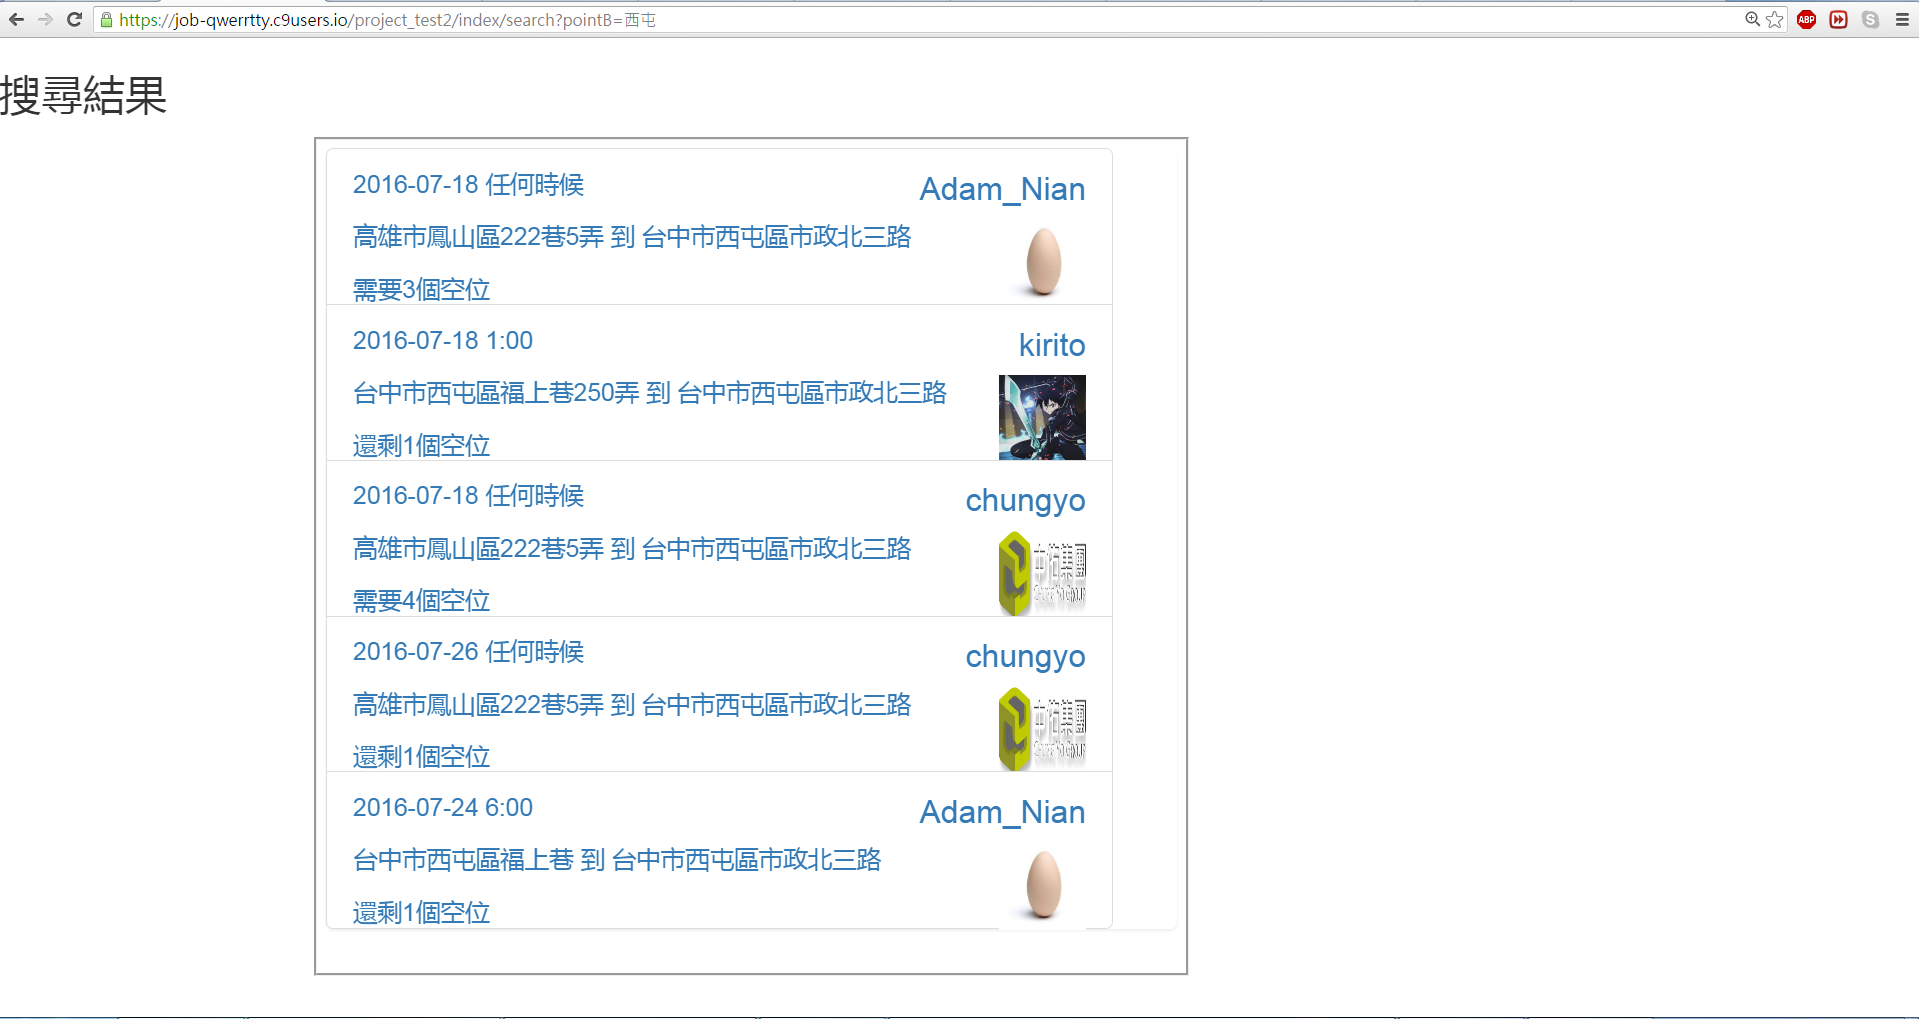 https://job-qwerrtty.c9users.io/project_test2/index/search?pointB=西屯
ABP
搜尋結果
2016-07-18 任何時候
Adam_Nian
高雄市鳳山區222巷5弄 到 台中市西屯區市政北三路
需要3個空位
2016-07-18 1:00
kirito
台中市西屯區福上巷250弄 到 台中市西屯區市政北三路
還剩1個空位
2016-07-18 任何時候
chungyo
高雄市鳳山區222巷5弄 到 台中市西屯區市政北三路
需要4個空位
2016-07-26 任何時候
chungyo
高雄市鳳山區222巷5弄 到 台中市西屯區市政北三路
還剩1個空位
2016-07-24 6:00
Adam_Nian
台中市西屯區福上巷 到 台中市西屯區市政北三路
還剩1個空位